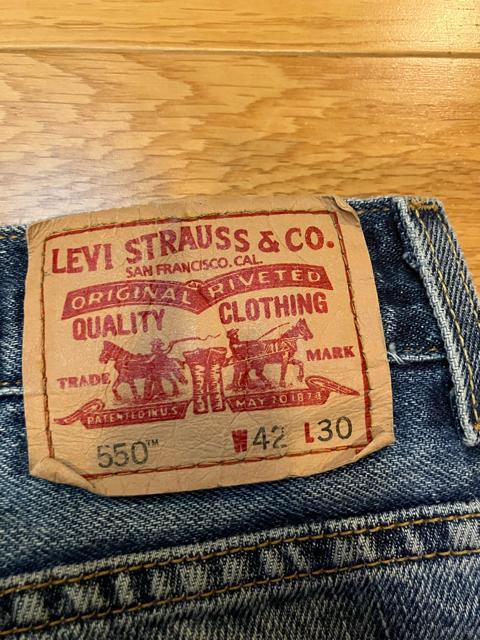 LEVI STRAUSS & CO.
SAN FRANCISCO. CAL.
ORIGINAL RIVETED
QUALITY CLOTHING
TRADE MARK
PATENTED IN U.S. MAY 20 1873
550™ W42 L30